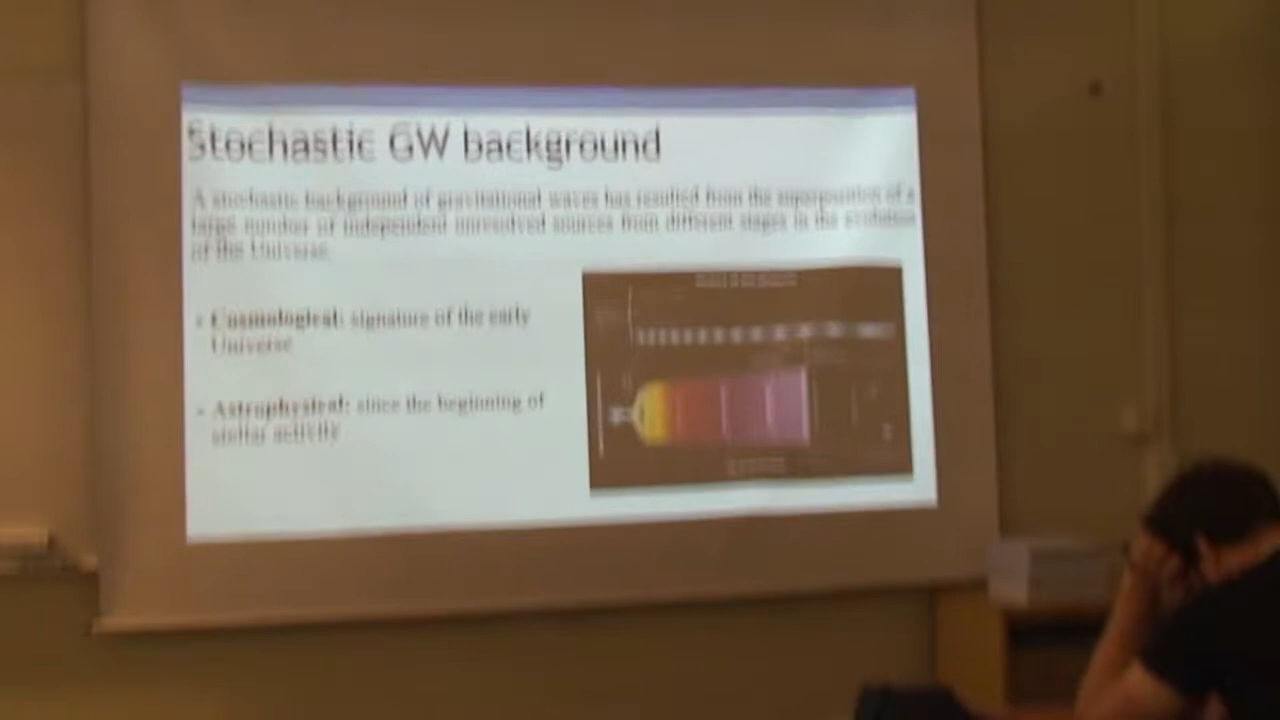 Stochastic GW background
A stochastic background of gravitational waves has resulted from the superposition of a
large number of independent unresolved sources from different stages in the evolution
of the Universe
• Cosmological: signature of the early
Universe
• Astrophysical: since the beginning of
stellar activity